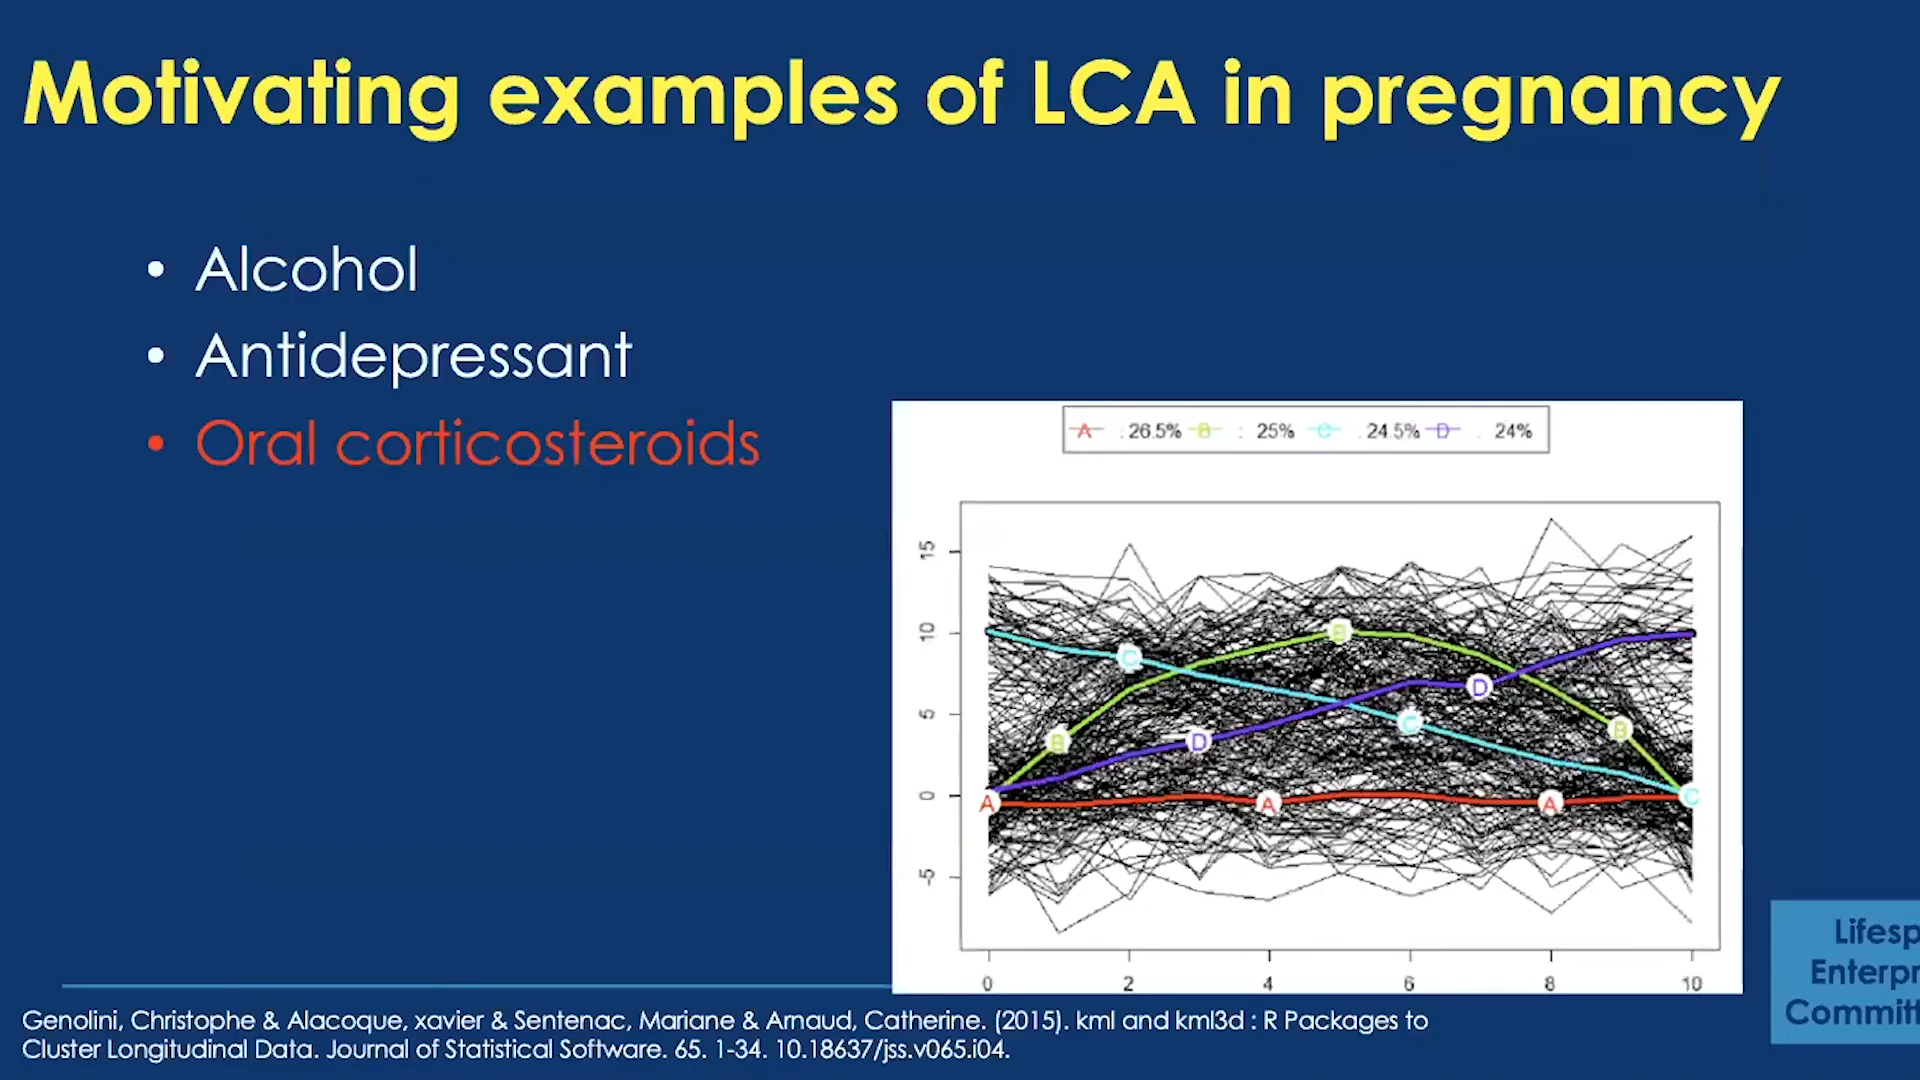 Motivating examples of LCA in pregnancy
• Alcohol
• Antidepressant
• Oral corticosteroids
A : 26.5% B : 25% C : 24.5% D : 24%
15
10
5
0
-5
A A A
B B B
C C C
D D
0 2 4 6 8 10
Lifesp
Enterpr
Committ
Genolini, Christophe & Alacoque, xavier & Sentenac, Mariane & Arnaud, Catherine. (2015). kml and kml3d : R Packages to
Cluster Longitudinal Data. Journal of Statistical Software. 65. 1-34. 10.18637/jss.v065.i04.